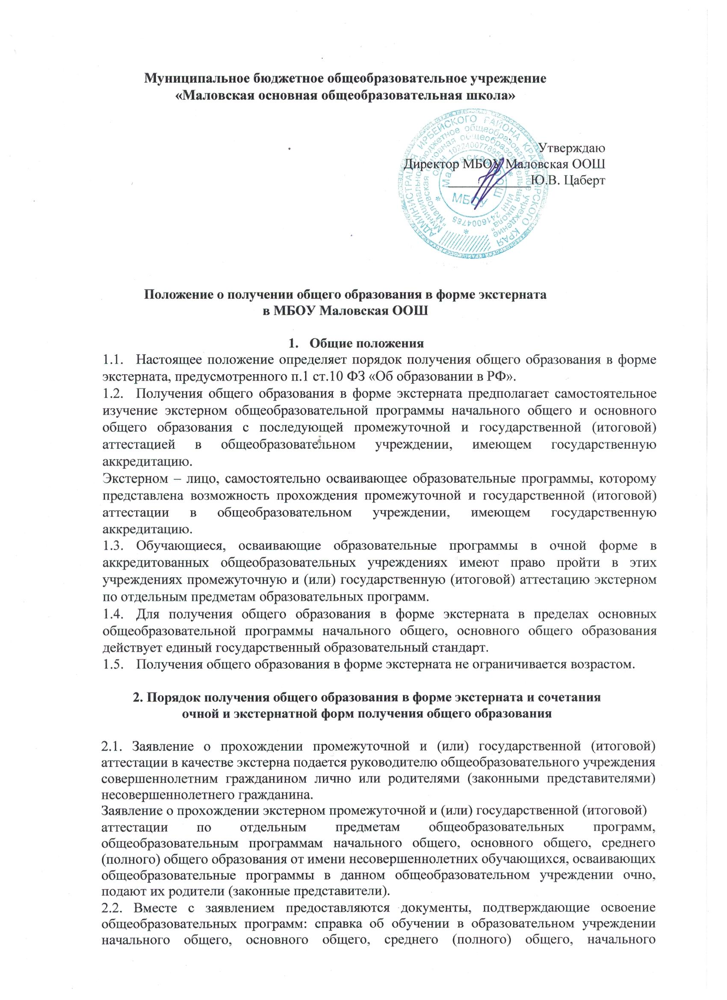 Муниципальное бюджетное общеобразовательное учреждение
«Маловская основная общеобразовательная школа»
АДМИНИСТРАЦИЯ ИРБЕЙСКОГО РАЙОНА КРАСНОЯРСКОГО КРАЯ
Муниципальное бюджетное общеобразовательное учреждение
"Маловская основная общеобразовательная школа"
ИНН 2416004785
Маловская ООШ
МБОУ
Утверждаю
Директор МБОУ Маловская ООШ
Ю.В. Цаберт
Положение о получении общего образования в форме экстерната
в МБОУ Маловская ООШ
1. Общие положения
1.1. Настоящее положение определяет порядок получения общего образования в форме
экстерната, предусмотренного п.1 ст.10 ФЗ «Об образовании в РФ».
1.2. Получения общего образования в форме экстерната предполагает самостоятельное
изучение экстерном общеобразовательной программы начального общего и основного
общего образования с последующей промежуточной и государственной (итоговой)
аттестацией в общеобразовательном учреждении, имеющем государственную
аккредитацию.
Экстерном – лицо, самостоятельно осваивающее образовательные программы, которому
представлена возможность прохождения промежуточной и государственной (итоговой)
аттестации в общеобразовательном учреждении, имеющем государственную
аккредитацию.
1.3. Обучающиеся, осваивающие образовательные программы в очной форме в
аккредитованных общеобразовательных учреждениях имеют право пройти в этих
учреждениях промежуточную и (или) государственную (итоговой) аттестацию экстерном
по отдельным предметам образовательных программ.
1.4. Для получения общего образования в форме экстерната в пределах основных
общеобразовательной программы начального общего, основного общего образования
действует единый государственный образовательный стандарт.
1.5. Получения общего образования в форме экстерната не ограничивается возрастом.
2. Порядок получения общего образования в форме экстерната и сочетания
очной и экстернатной форм получения общего образования
2.1. Заявление о прохождении промежуточной и (или) государственной (итоговой)
аттестации в качестве экстерна подается руководителю общеобразовательного учреждения
совершеннолетним гражданином лично или родителями (законными представителями)
несовершеннолетнего гражданина.
Заявление о прохождении экстерном промежуточной и (или) государственной (итоговой)
аттестации по отдельным предметам общеобразовательных программ,
общеобразовательным программам начального общего, основного общего, среднего
(полного) общего образования от имени несовершеннолетних обучающихся, осваивающих
общеобразовательные программы в данном общеобразовательном учреждении очно,
подают их родители (законные представители).
2.2. Вместе с заявлением предоставляются документы, подтверждающие освоение
общеобразовательных программ: справка об обучении в образовательном учреждении
начального общего, основного общего, среднего (полного) общего, начального